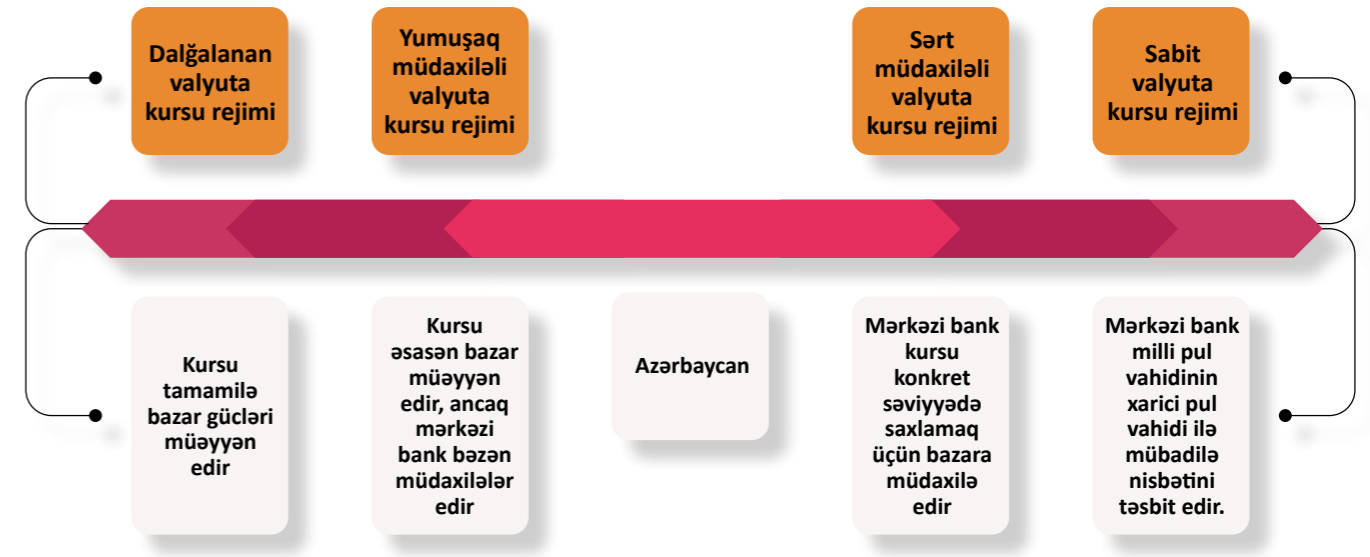 Dalğalanan
valyuta
kursu rejimi
Yumuşaq
müdaxiləli
valyuta
kursu rejimi
Sərt
müdaxiləli
valyuta
kursu rejimi
Sabit
valyuta
kursu rejimi
Kursu
tamamilə
bazar gücləri
müəyyən
edir
Kursu
əsasən bazar
müəyyən
edir, ancaq
mərkəzi
bank bəzən
müdaxilələr
edir
Azərbaycan
Mərkəzi bank
kursu
konkret
səviyyədə
saxlamaq
üçün bazara
müdaxilə
edir
Mərkəzi bank
milli pul
vahidinin
xarici pul
vahidi ilə
mübadilə
nisbətini
təsbit edir.